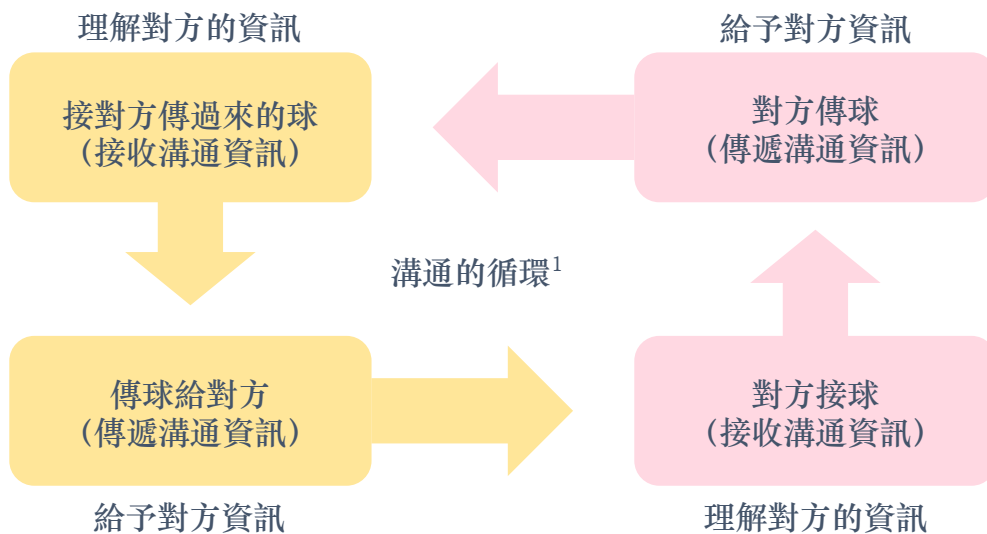 理解對方的資訊
給予對方資訊
接對方傳過來的球
(接收溝通資訊)
對方傳球
(傳遞溝通資訊)
溝通的循環1
傳球給對方
(傳遞溝通資訊)
對方接球
(接收溝通資訊)
給予對方資訊
理解對方的資訊